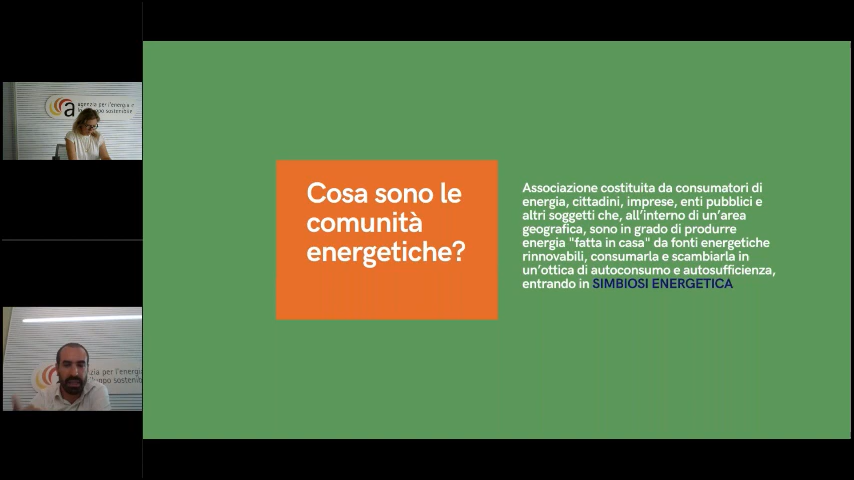 agenzia per l'energia e
lo sviluppo sostenibile
Cosa sono le
comunità
energetiche?
Associazione costituita da consumatori di
energia, cittadini, imprese, enti pubblici e
altri soggetti che, all'interno di un'area
geografica, sono in grado di produrre
energia "fatta in casa" da fonti energetiche
rinnovabili, consumarla e scambiarla in
un'ottica di autoconsumo e autosufficienza,
entrando in SIMBIOSI ENERGETICA
zia per l'energia
sviluppo sostenib